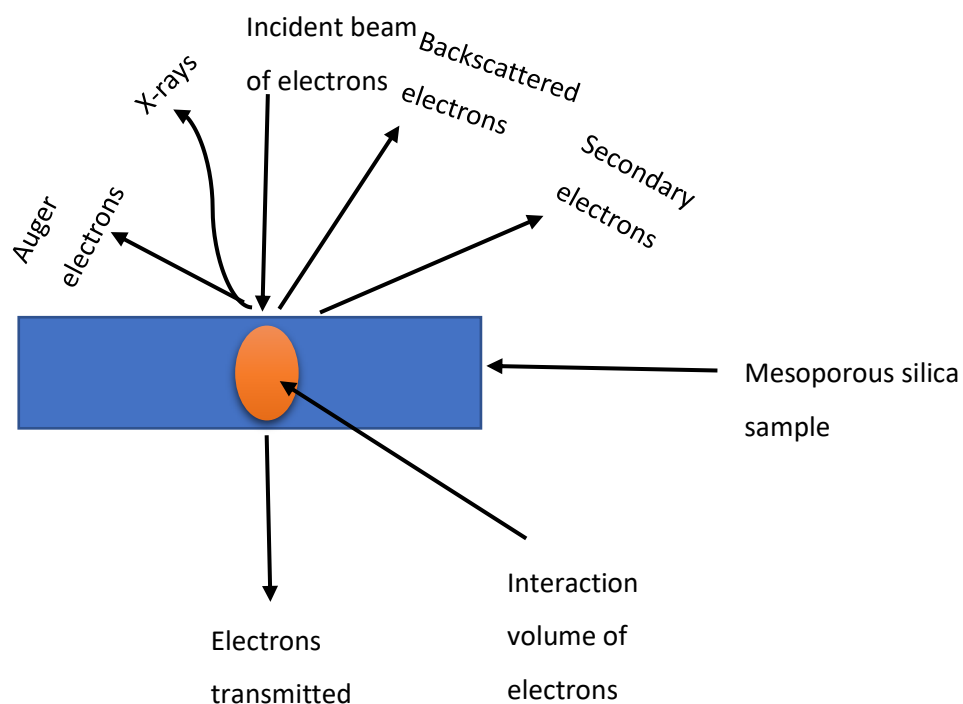 Incident beam
of electrons
Backscattered
electrons
X-rays
Secondary
electrons
Auger
electrons
Mesoporous silica
sample
Interaction
volume of
electrons
Electrons
transmitted